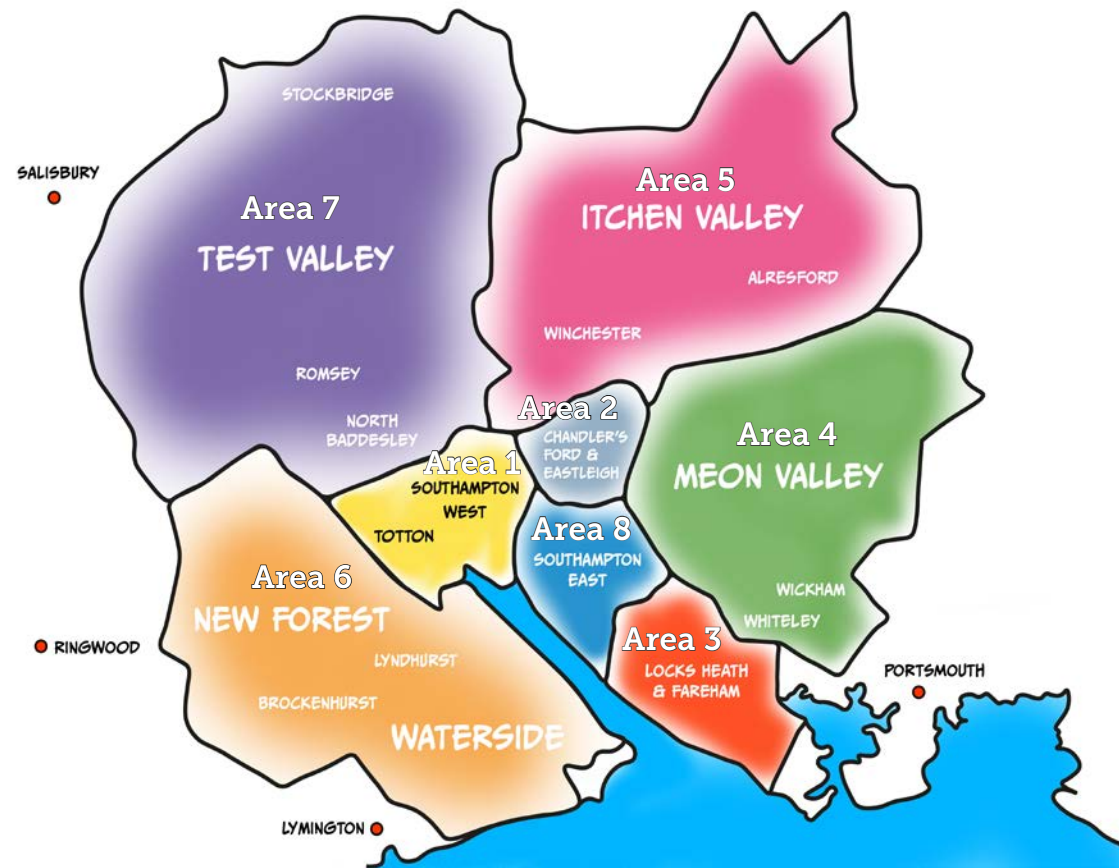 STOCKBRIDGE
SALISBURY
Area 7
TEST VALLEY
ROMSEY
NORTH
BADDESLEY
Area 5
ITCHEN VALLEY
ALRESFORD
WINCHESTER
Area 2
CHANDLER'S
FORD &
EASTLEIGH
Area 4
MEON VALLEY
WICKHAM
WHITELEY
Area 1
SOUTHAMPTON
WEST
TOTTON
Area 8
SOUTHAMPTON
EAST
Area 6
NEW FOREST
LYNDHURST
BROCKENHURST
WATERSIDE
RINGWOOD
Area 3
LOCKS HEATH
& FAREHAM
PORTSMOUTH
LYMINGTON